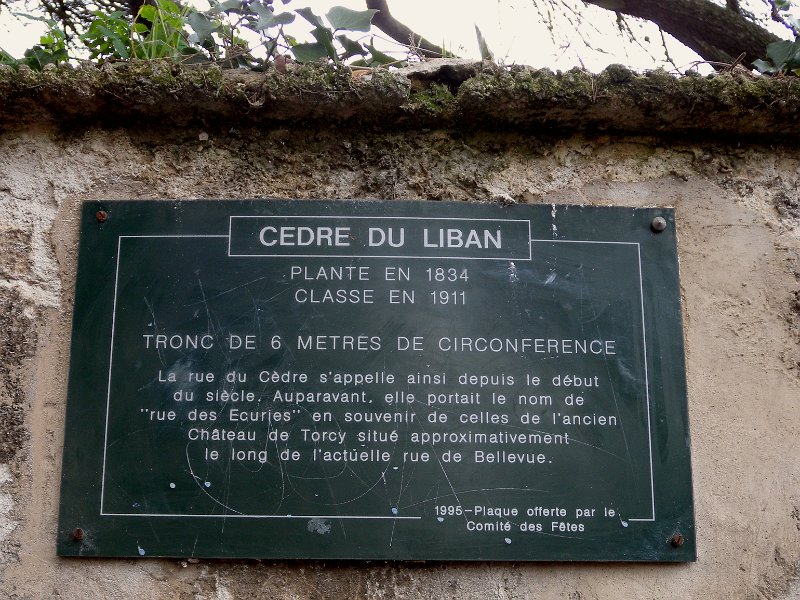 CEDRE DU LIBAN
PLANTE EN 1834
CLASSE EN 1911
TRONC DE 6 METRES DE CIRCONFERENCE
La rue du Cèdre s'appelle ainsi depuis le début
du siècle. Auparavant, elle portait le nom de
"rue des Ecuries" en souvenir de celles de l'ancien
Château de Torcy situé approximativement
le long de l'actuelle rue de Bellevue.
1995-Plaque offerte par le
Comité des Fêtes